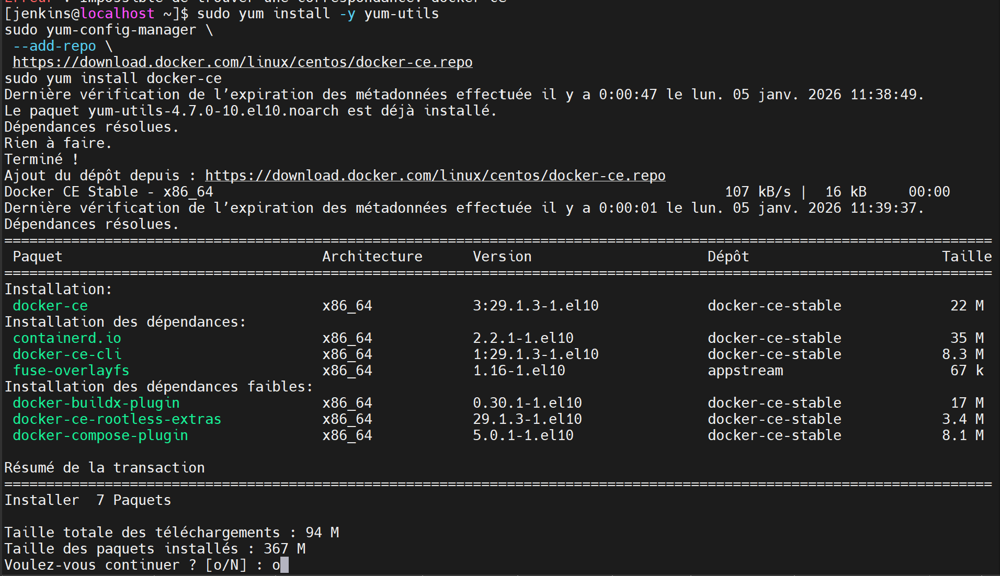 Erreur : Impossible de trouver une correspondance: docker-ce
[jenkins@localhost ~]$ sudo yum install -y yum-utils
sudo yum-config-manager \
 --add-repo \
 https://download.docker.com/linux/centos/docker-ce.repo
sudo yum install docker-ce
Dernière vérification de l’expiration des métadonnées effectuée il y a 0:00:47 le lun. 05 janv. 2026 11:38:49.
Le paquet yum-utils-4.7.0-10.el10.noarch est déjà installé.
Dépendances résolues.
Rien à faire.
Terminé !
Ajout du dépôt depuis : https://download.docker.com/linux/centos/docker-ce.repo
Docker CE Stable - x86_64 107 kB/s | 16 kB 00:00
Dernière vérification de l’expiration des métadonnées effectuée il y a 0:00:01 le lun. 05 janv. 2026 11:39:37.
Dépendances résolues.
======================================================================================================================
Paquet Architecture Version Dépôt Taille
======================================================================================================================
Installation:
 docker-ce x86_64 3:29.1.3-1.el10 docker-ce-stable 22 M
Installation des dépendances:
 containerd.io x86_64 2.2.1-1.el10 docker-ce-stable 35 M
 docker-ce-cli x86_64 1:29.1.3-1.el10 docker-ce-stable 8.3 M
 fuse-overlayfs x86_64 1.16-1.el10 appstream 67 k
Installation des dépendances faibles:
 docker-buildx-plugin x86_64 0.30.1-1.el10 docker-ce-stable 17 M
 docker-ce-rootless-extras x86_64 29.1.3-1.el10 docker-ce-stable 3.4 M
 docker-compose-plugin x86_64 5.0.1-1.el10 docker-ce-stable 8.1 M
Résumé de la transaction
======================================================================================================================
Installer 7 Paquets
Taille totale des téléchargements : 94 M
Taille des paquets installés : 367 M
Voulez-vous continuer ? [o/N] : o